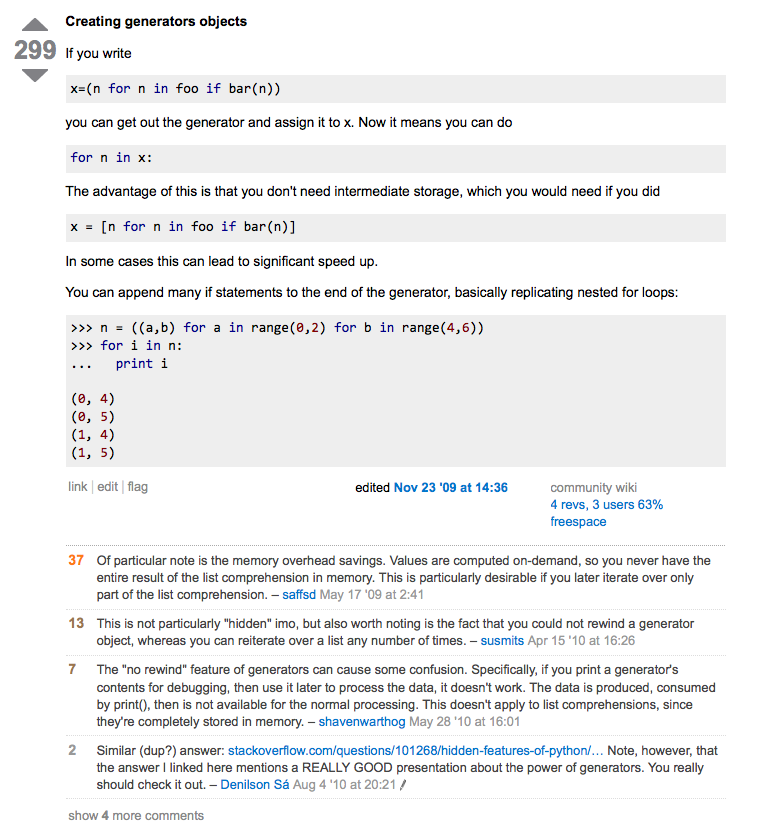 Creating generators objects
299
If you write
x=(n for n in foo if bar(n))
you can get out the generator and assign it to x. Now it means you can do
for n in x:
The advantage of this is that you don't need intermediate storage, which you would need if you did
x = [n for n in foo if bar(n)]
In some cases this can lead to significant speed up.
You can append many if statements to the end of the generator, basically replicating nested for loops:
>>> n = ((a,b) for a in range(0,2) for b in range(4,6))
>>> for i in n:
...   print i
(0, 4)
(0, 5)
(1, 4)
(1, 5)
link | edit | flag
edited Nov 23 '09 at 14:36
community wiki
4 revs, 3 users 63%
freespace
37 Of particular note is the memory overhead savings. Values are computed on-demand, so you never have the
entire result of the list comprehension in memory. This is particularly desirable if you later iterate over only
part of the list comprehension. – saffsd May 17 '09 at 2:41
13 This is not particularly "hidden" imo, but also worth noting is the fact that you could not rewind a generator
object, whereas you can reiterate over a list any number of times. – susmits Apr 15 '10 at 16:26
7 The "no rewind" feature of generators can cause some confusion. Specifically, if you print a generator's
contents for debugging, then use it later to process the data, it doesn't work. The data is produced, consumed
by print(), then is not available for the normal processing. This doesn't apply to list comprehensions, since
they're completely stored in memory. – shavenwarthog May 28 '10 at 16:01
2 Similar (dup?) answer: stackoverflow.com/questions/101268/hidden-features-of-python/… Note, however, that
the answer I linked here mentions a REALLY GOOD presentation about the power of generators. You really
should check it out. – Denilson Sá Aug 4 '10 at 20:21
show 4 more comments